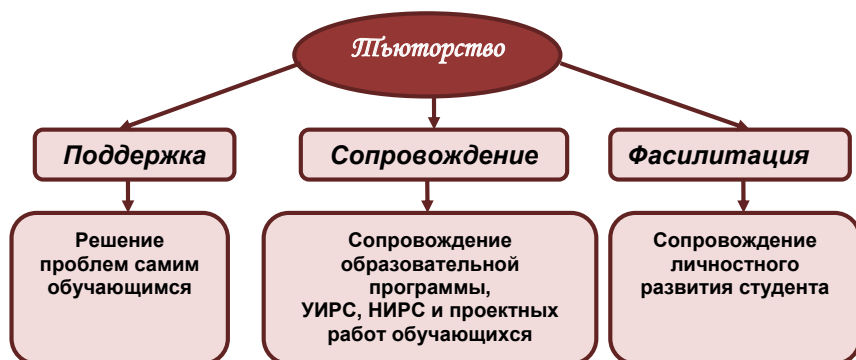 Тьюторство
Поддержка
Сопровождение
Фасилитация
Решение
проблем самим
обучающимся
Сопровождение
образовательной
программы,
УИРС, НИРС и проектных
работ обучающихся
Сопровождение
личностного
развития студента